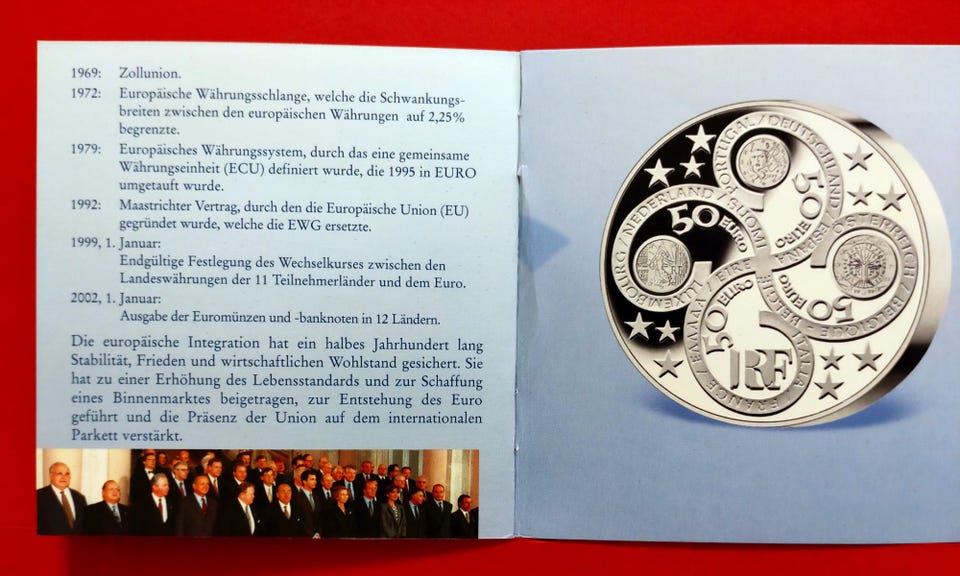 1969: Zollunion.
1972: Europäische Währungsschlange, welche die Schwankungs-
breiten zwischen den europäischen Währungen auf 2,25%
begrenzte.
1979: Europäisches Währungssystem, durch das eine gemeinsame
Währungseinheit (ECU) definiert wurde, die 1995 in EURO
umgetauft wurde.
1992: Maastrichter Vertrag, durch den die Europäische Union (EU)
gegründet wurde, welche die EWG ersetzte.
1999, 1. Januar:
Endgültige Festlegung des Wechselkurses zwischen den
Landeswährungen der 11 Teilnehmerländer und dem Euro.
2002, 1. Januar:
Ausgabe der Euromünzen und -banknoten in 12 Ländern.
Die europäische Integration hat ein halbes Jahrhundert lang
Stabilität, Frieden und wirtschaftlichen Wohlstand gesichert. Sie
hat zu einer Erhöhung des Lebensstandards und zur Schaffung
eines Binnenmarktes beigetragen, zur Entstehung des Euro
geführt und die Präsenz der Union auf dem internationalen
Parkett verstärkt.
PORTUGAL / DEUTSCHLAND / ESPAÑA
LUXEMBOURG / NEDERLAND / SUOMI
ÖSTERREICH / BELGIQUE - BELGIË
FRANCE / ΕΛΛΑΣ / EIRE
ITALIA
50 EURO
50 EURO
50 EURO
50 EURO
RF